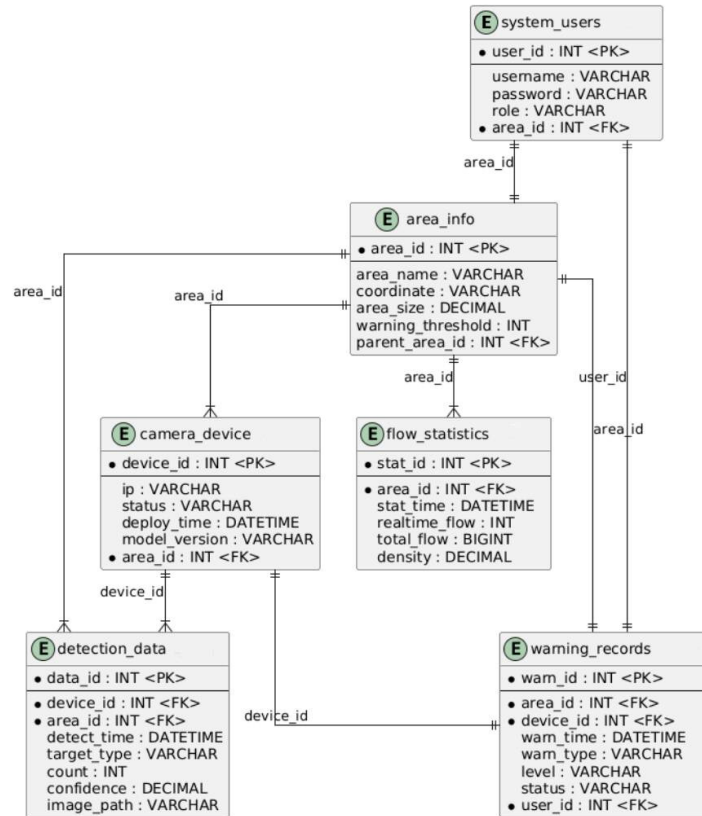 E system_users
user_id : INT <PK>
username : VARCHAR
password : VARCHAR
role : VARCHAR
area_id : INT <FK>
area_id
E area_info
area_id : INT <PK>
area_name : VARCHAR
coordinate : VARCHAR
area_size : DECIMAL
warning_threshold : INT
parent_area_id : INT <FK>
area_id
area_id
area_id
user_id
area_id
E camera_device
device_id : INT <PK>
ip : VARCHAR
status : VARCHAR
deploy_time : DATETIME
model_version : VARCHAR
area_id : INT <FK>
E flow_statistics
stat_id : INT <PK>
area_id : INT <FK>
stat_time : DATETIME
realtime_flow : INT
total_flow : BIGINT
density : DECIMAL
device_id
device_id
E detection_data
data_id : INT <PK>
device_id : INT <FK>
area_id : INT <FK>
detect_time : DATETIME
target_type : VARCHAR
count : INT
confidence : DECIMAL
image_path : VARCHAR
E warning_records
warn_id : INT <PK>
area_id : INT <FK>
device_id : INT <FK>
warn_time : DATETIME
warn_type : VARCHAR
level : VARCHAR
status : VARCHAR
user_id : INT <FK>